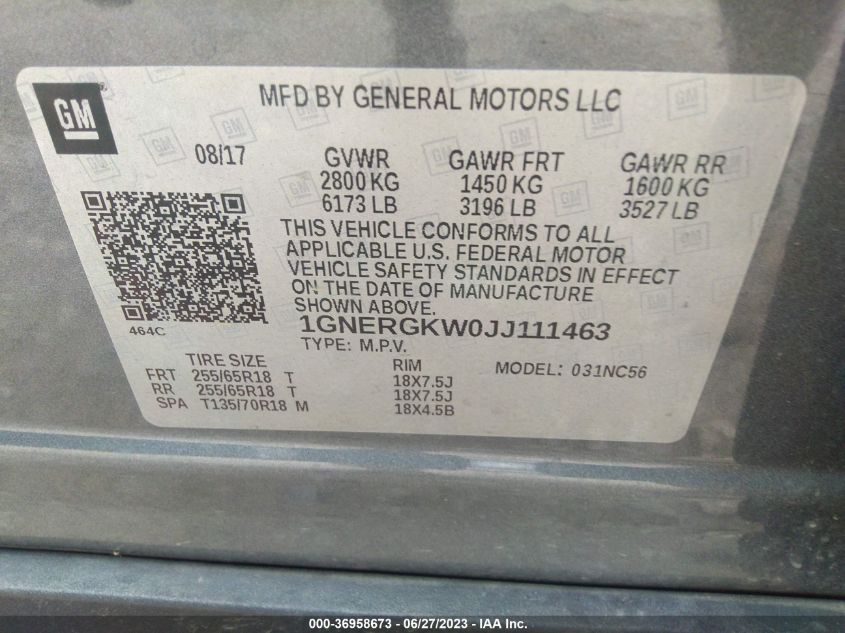 GM
MFD BY GENERAL MOTORS LLC
08/17 GVWR GAWR FRT GAWR RR
2800 KG 1450 KG 1600 KG
6173 LB 3196 LB 3527 LB
THIS VEHICLE CONFORMS TO ALL
APPLICABLE U.S. FEDERAL MOTOR
VEHICLE SAFETY STANDARDS IN EFFECT
ON THE DATE OF MANUFACTURE
SHOWN ABOVE.
464C
1GNERGKW0JJ111463
TYPE: M.P.V.
TIRE SIZE RIM MODEL: 031NC56
FRT 255/65R18 T 18X7.5J
RR 255/65R18 T 18X7.5J
SPA T135/70R18 M 18X4.5B
000-36958673 - 06/27/2023 - IAA Inc.